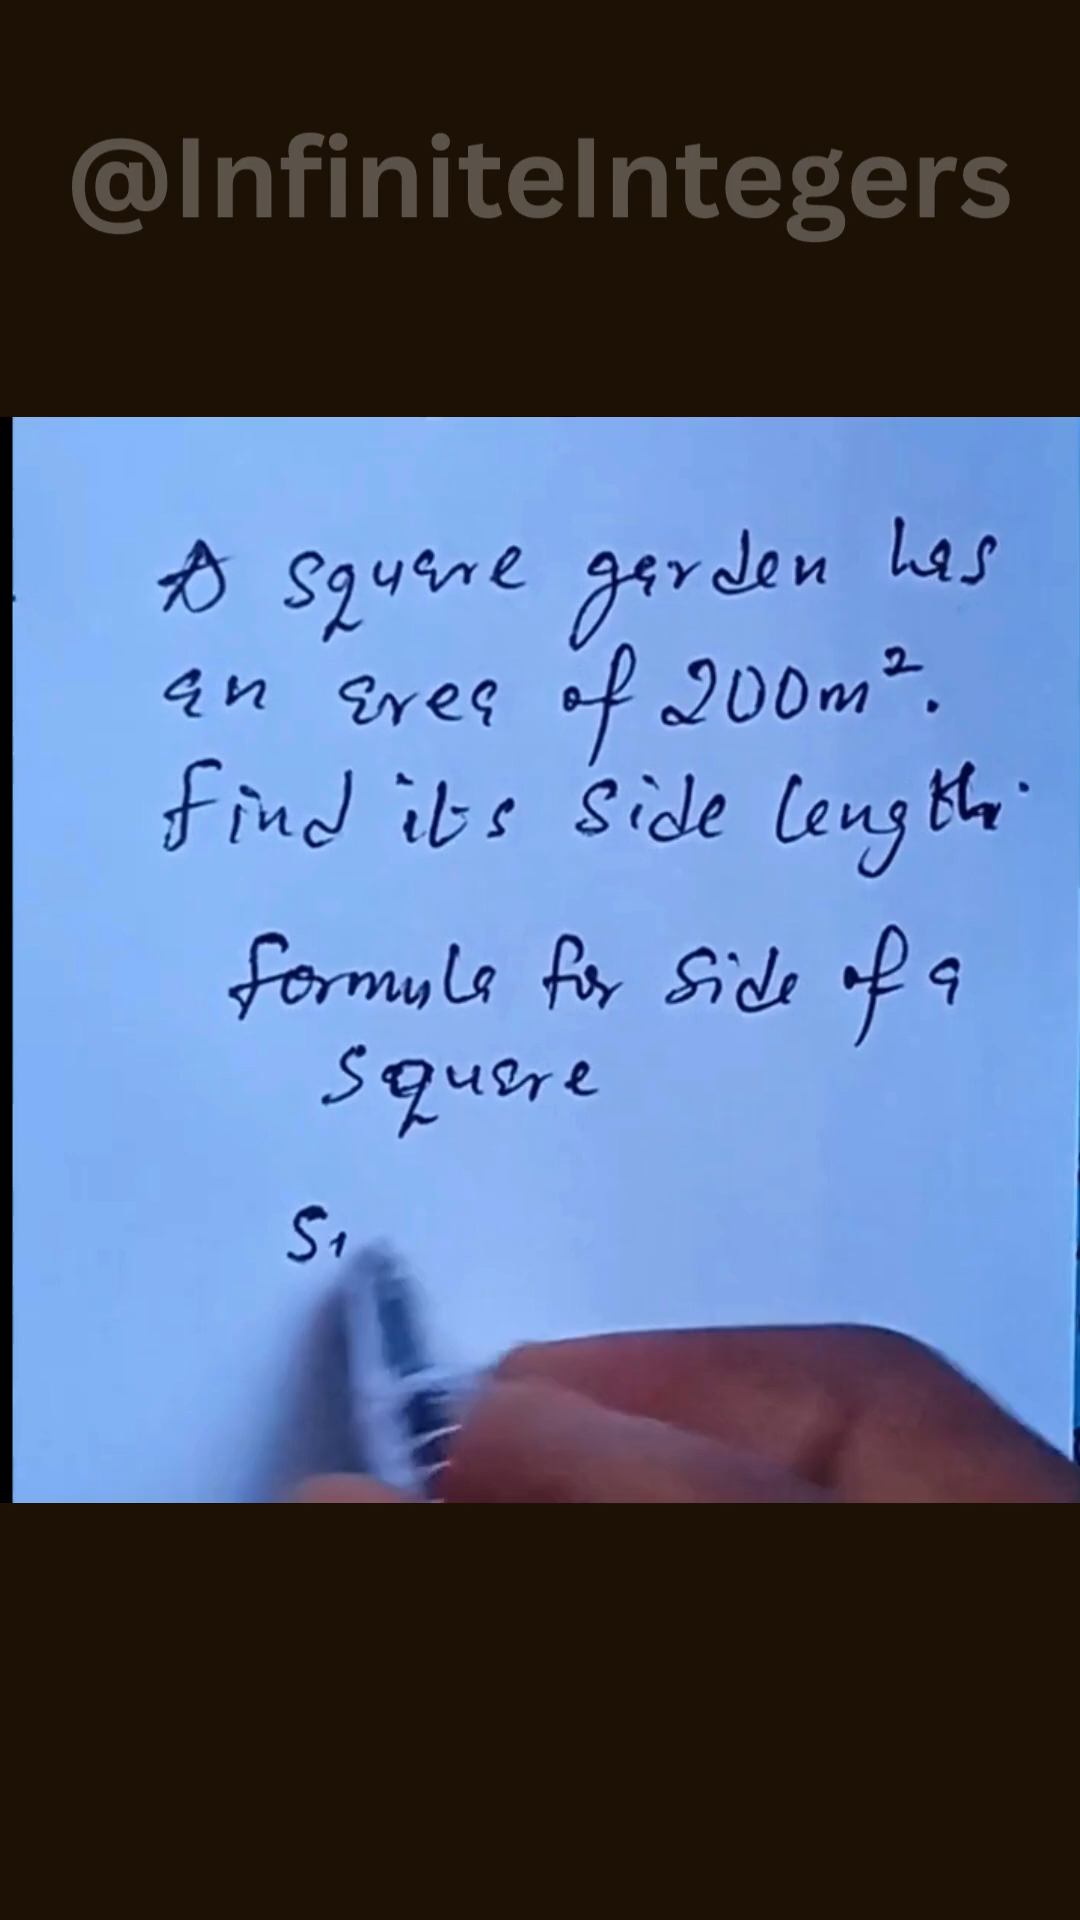 @InfiniteIntegers
A square garden has
an area of 200m².
find its side length.
formula for side of a
square